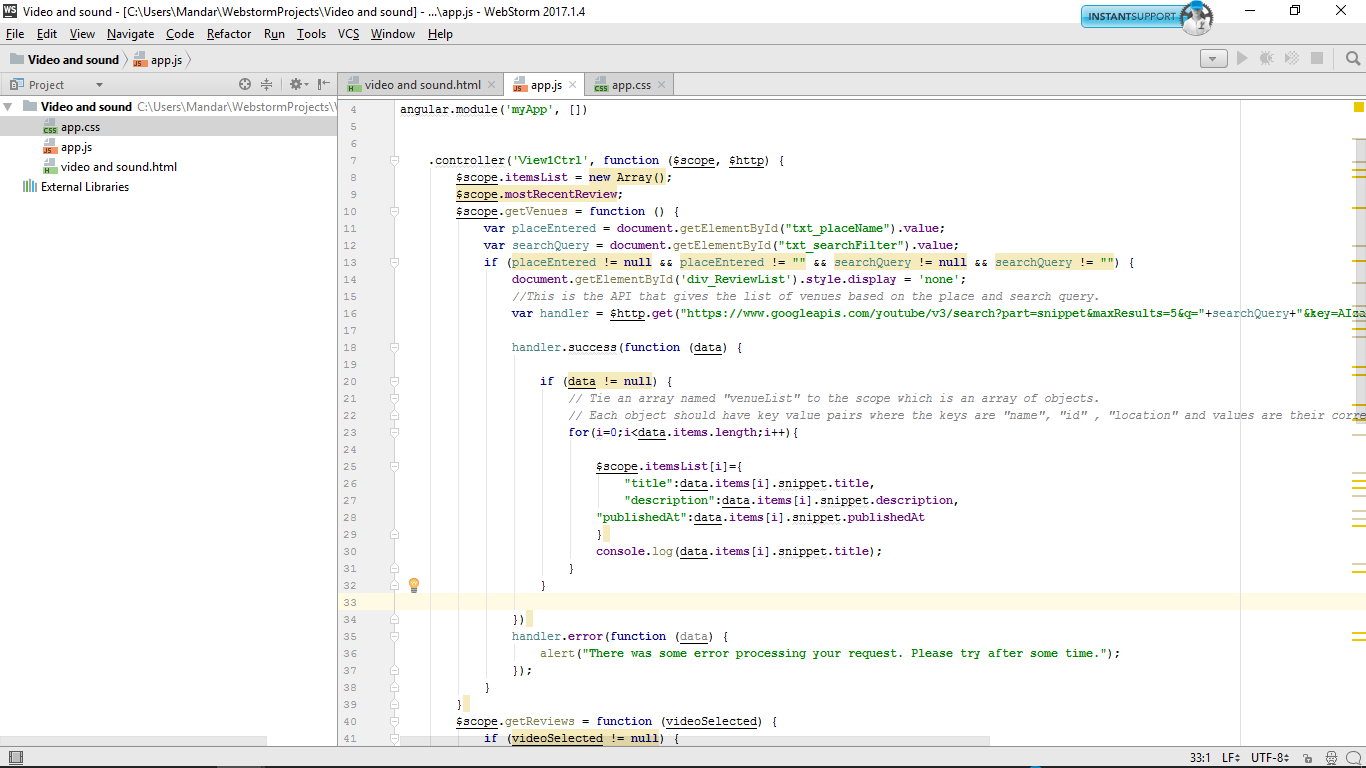 WS Video and sound - [C:\Users\Mandar\WebstormProjects\Video and sound] - ...\app.js - WebStorm 2017.1.4
INSTANTSUPPORT
File Edit View Navigate Code Refactor Run Tools VCS Window Help
Video and sound app.js
Project
video and sound.html app.js app.css
Video and sound C:\Users\Mandar\WebstormProjects\
app.css
app.js
video and sound.html
External Libraries
4 angular.module('myApp', [])
5
6
7 .controller('View1Ctrl', function ($scope, $http) {
8 $scope.itemsList = new Array();
9 $scope.mostRecentReview;
10 $scope.getVenues = function () {
11 var placeEntered = document.getElementById("txt_placeName").value;
12 var searchQuery = document.getElementById("txt_searchFilter").value;
13 if (placeEntered != null && placeEntered != "" && searchQuery != null && searchQuery != "") {
14 document.getElementById('div_ReviewList').style.display = 'none';
15 //This is the API that gives the list of venues based on the place and search query.
16 var handler = $http.get("https://www.googleapis.com/youtube/v3/search?part=snippet&maxResults=5&q="+searchQuery+"&key=AIza
17
18 handler.success(function (data) {
19
20 if (data != null) {
21 // Tie an array named "venueList" to the scope which is an array of objects.
22 // Each object should have key value pairs where the keys are "name", "id" , "location" and values are their corre
23 for(i=0;i<data.items.length;i++){
24
25 $scope.itemsList[i]={
26 "title":data.items[i].snippet.title,
27 "description":data.items[i].snippet.description,
28 "publishedAt":data.items[i].snippet.publishedAt
29 }
30 console.log(data.items[i].snippet.title);
31 }
32 }
33
34 })
35 handler.error(function (data) {
36 alert("There was some error processing your request. Please try after some time.");
37 });
38 }
39 }
40 $scope.getReviews = function (videoSelected) {
41 if (videoSelected != null) {
33:1 LF UTF-8